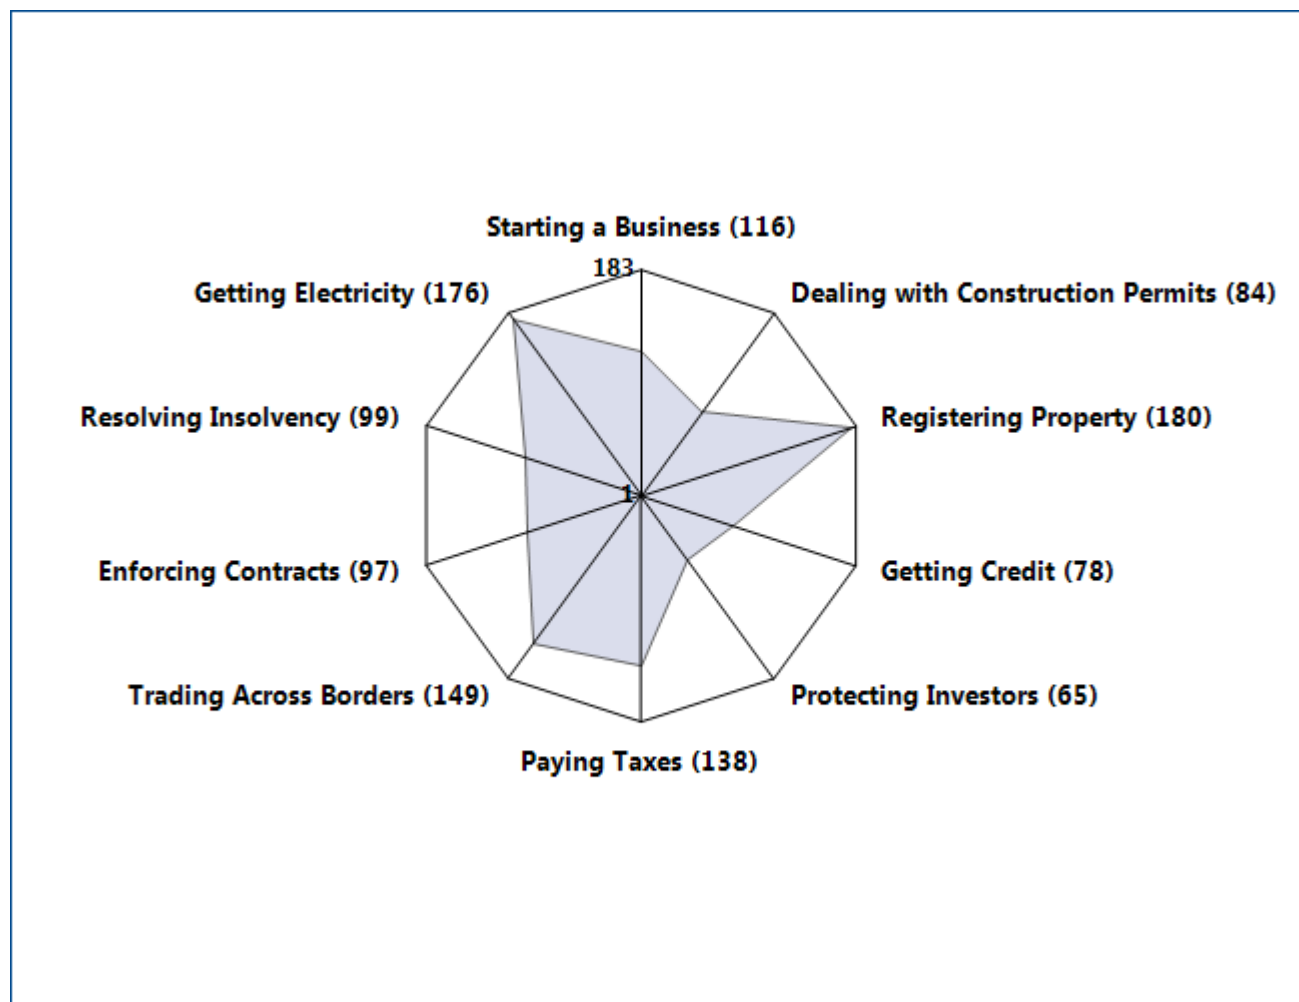 Starting a Business (116)
183
Getting Electricity (176)
Dealing with Construction Permits (84)
Resolving Insolvency (99)
Registering Property (180)
1
Enforcing Contracts (97)
Getting Credit (78)
Trading Across Borders (149)
Protecting Investors (65)
Paying Taxes (138)